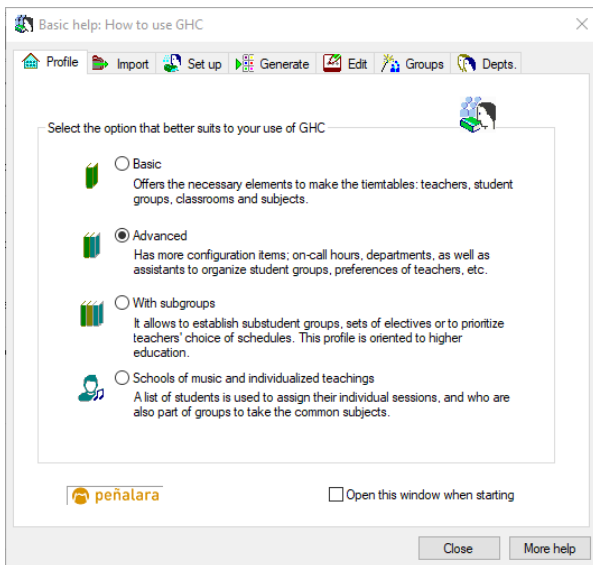 Basic help: How to use GHC
Profile Import Set up Generate Edit Groups Depts.
Select the option that better suits to your use of GHC
Basic
Offers the necessary elements to make the tiemtables: teachers, student
groups, classrooms and subjects.
Advanced
Has more configuration items; on-call hours, departments, as well as
assistants to organize student groups, preferences of teachers, etc.
With subgroups
It allows to establish substudent groups, sets of electives or to prioritize
teachers' choice of schedules. This profile is oriented to higher
education.
Schools of music and individualized teachings
A list of students is used to assign their individual sessions, and who are
also part of groups to take the common subjects.
peñalara
Open this window when starting
Close More help